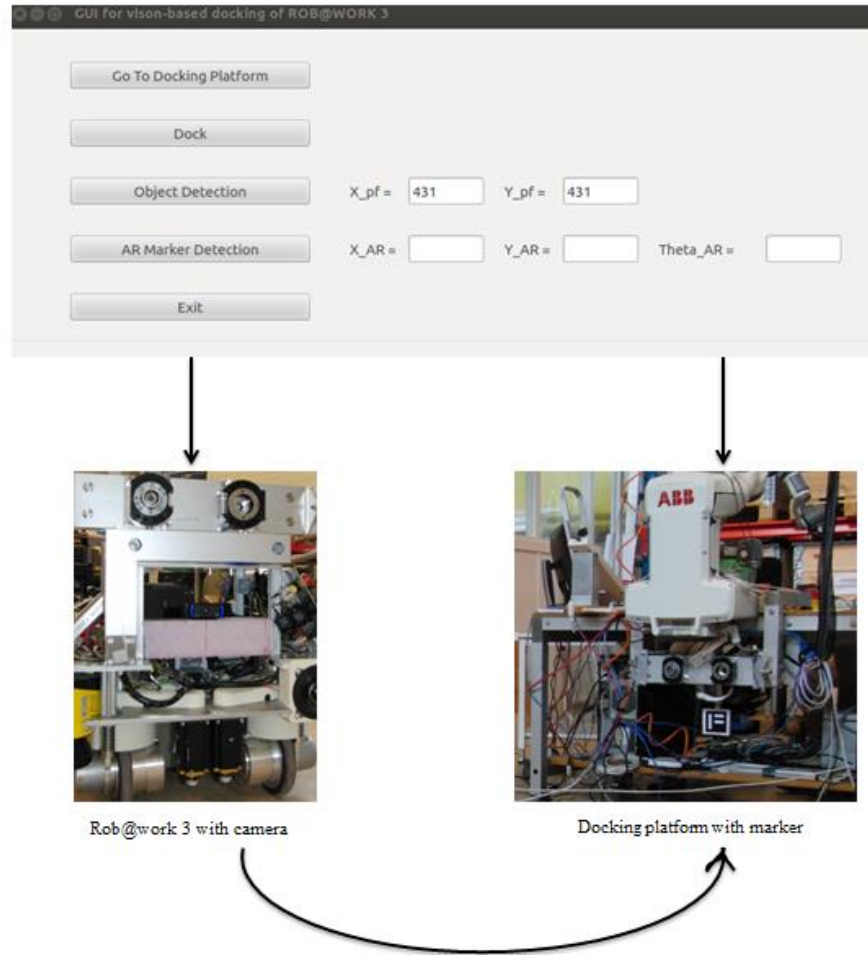 GUI for vison-based docking of ROB@WORK 3
Go To Docking Platform
Dock
Object Detection X_pf = 431 Y_pf = 431
AR Marker Detection X_AR = Y_AR = Theta_AR =
Exit
ABB
Rob@work 3 with camera
Docking platform with marker